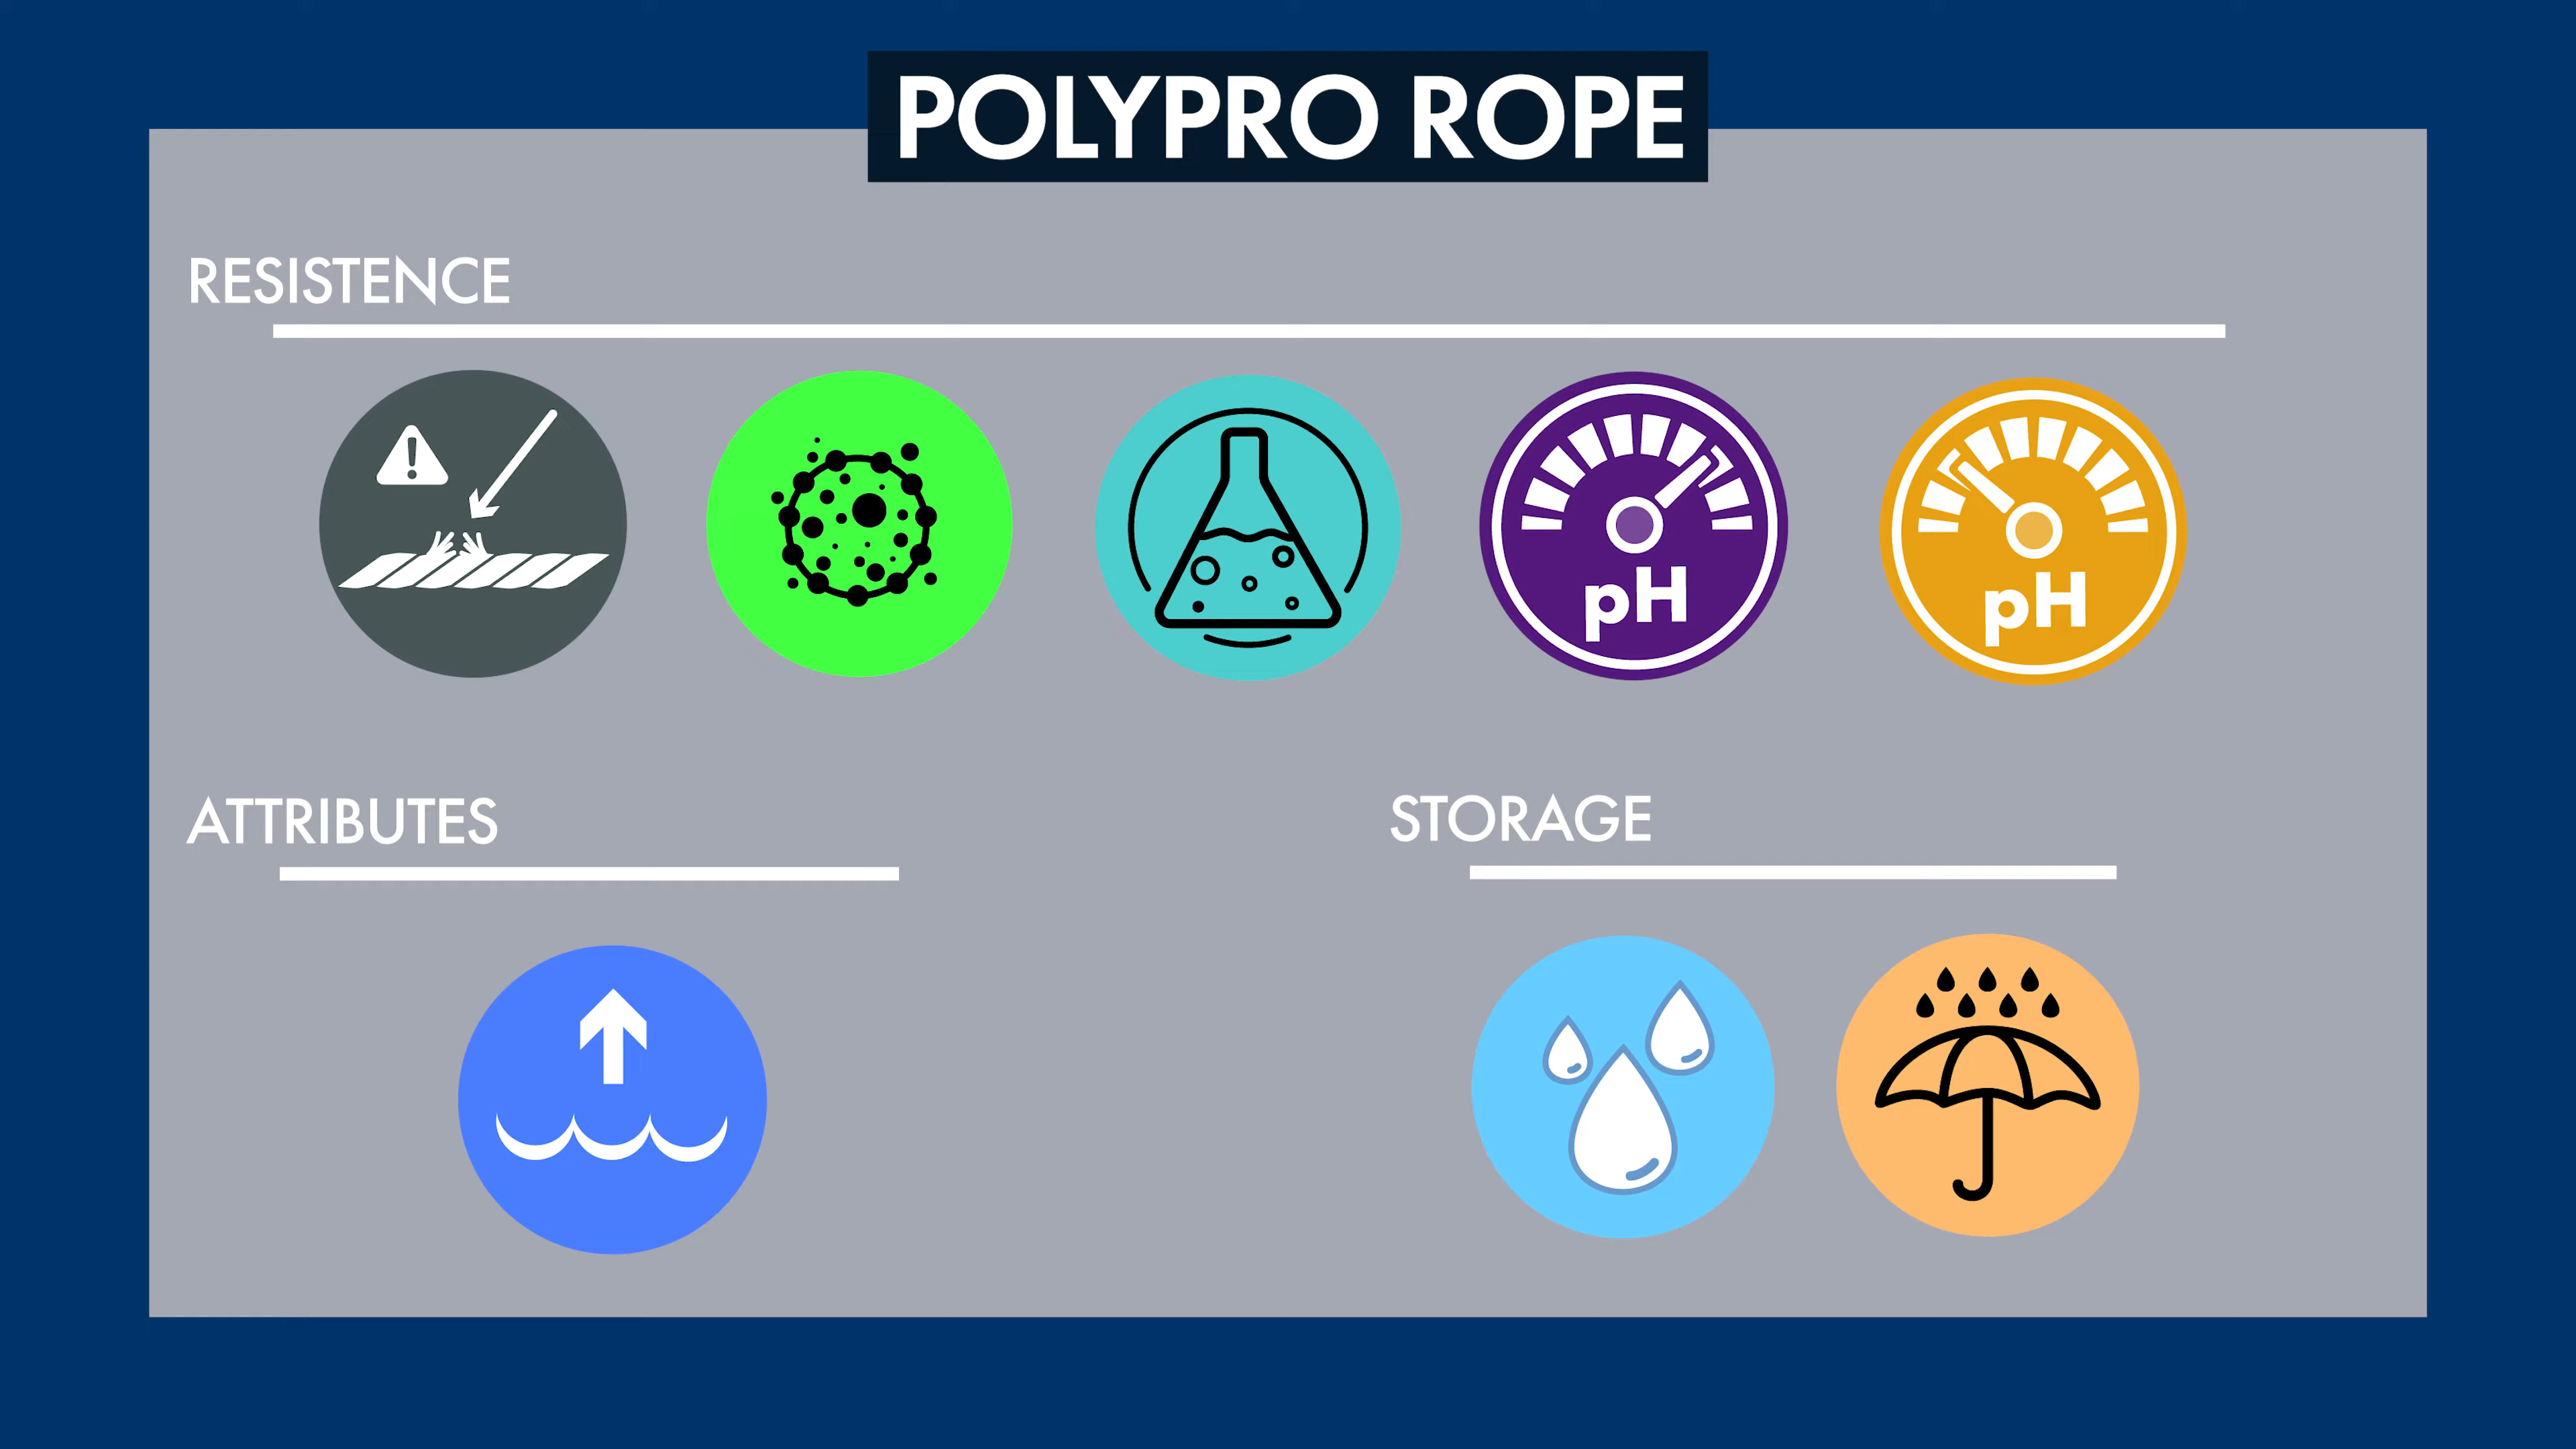 POLYPRO ROPE
RESISTENCE
pH
pH
ATTRIBUTES
STORAGE